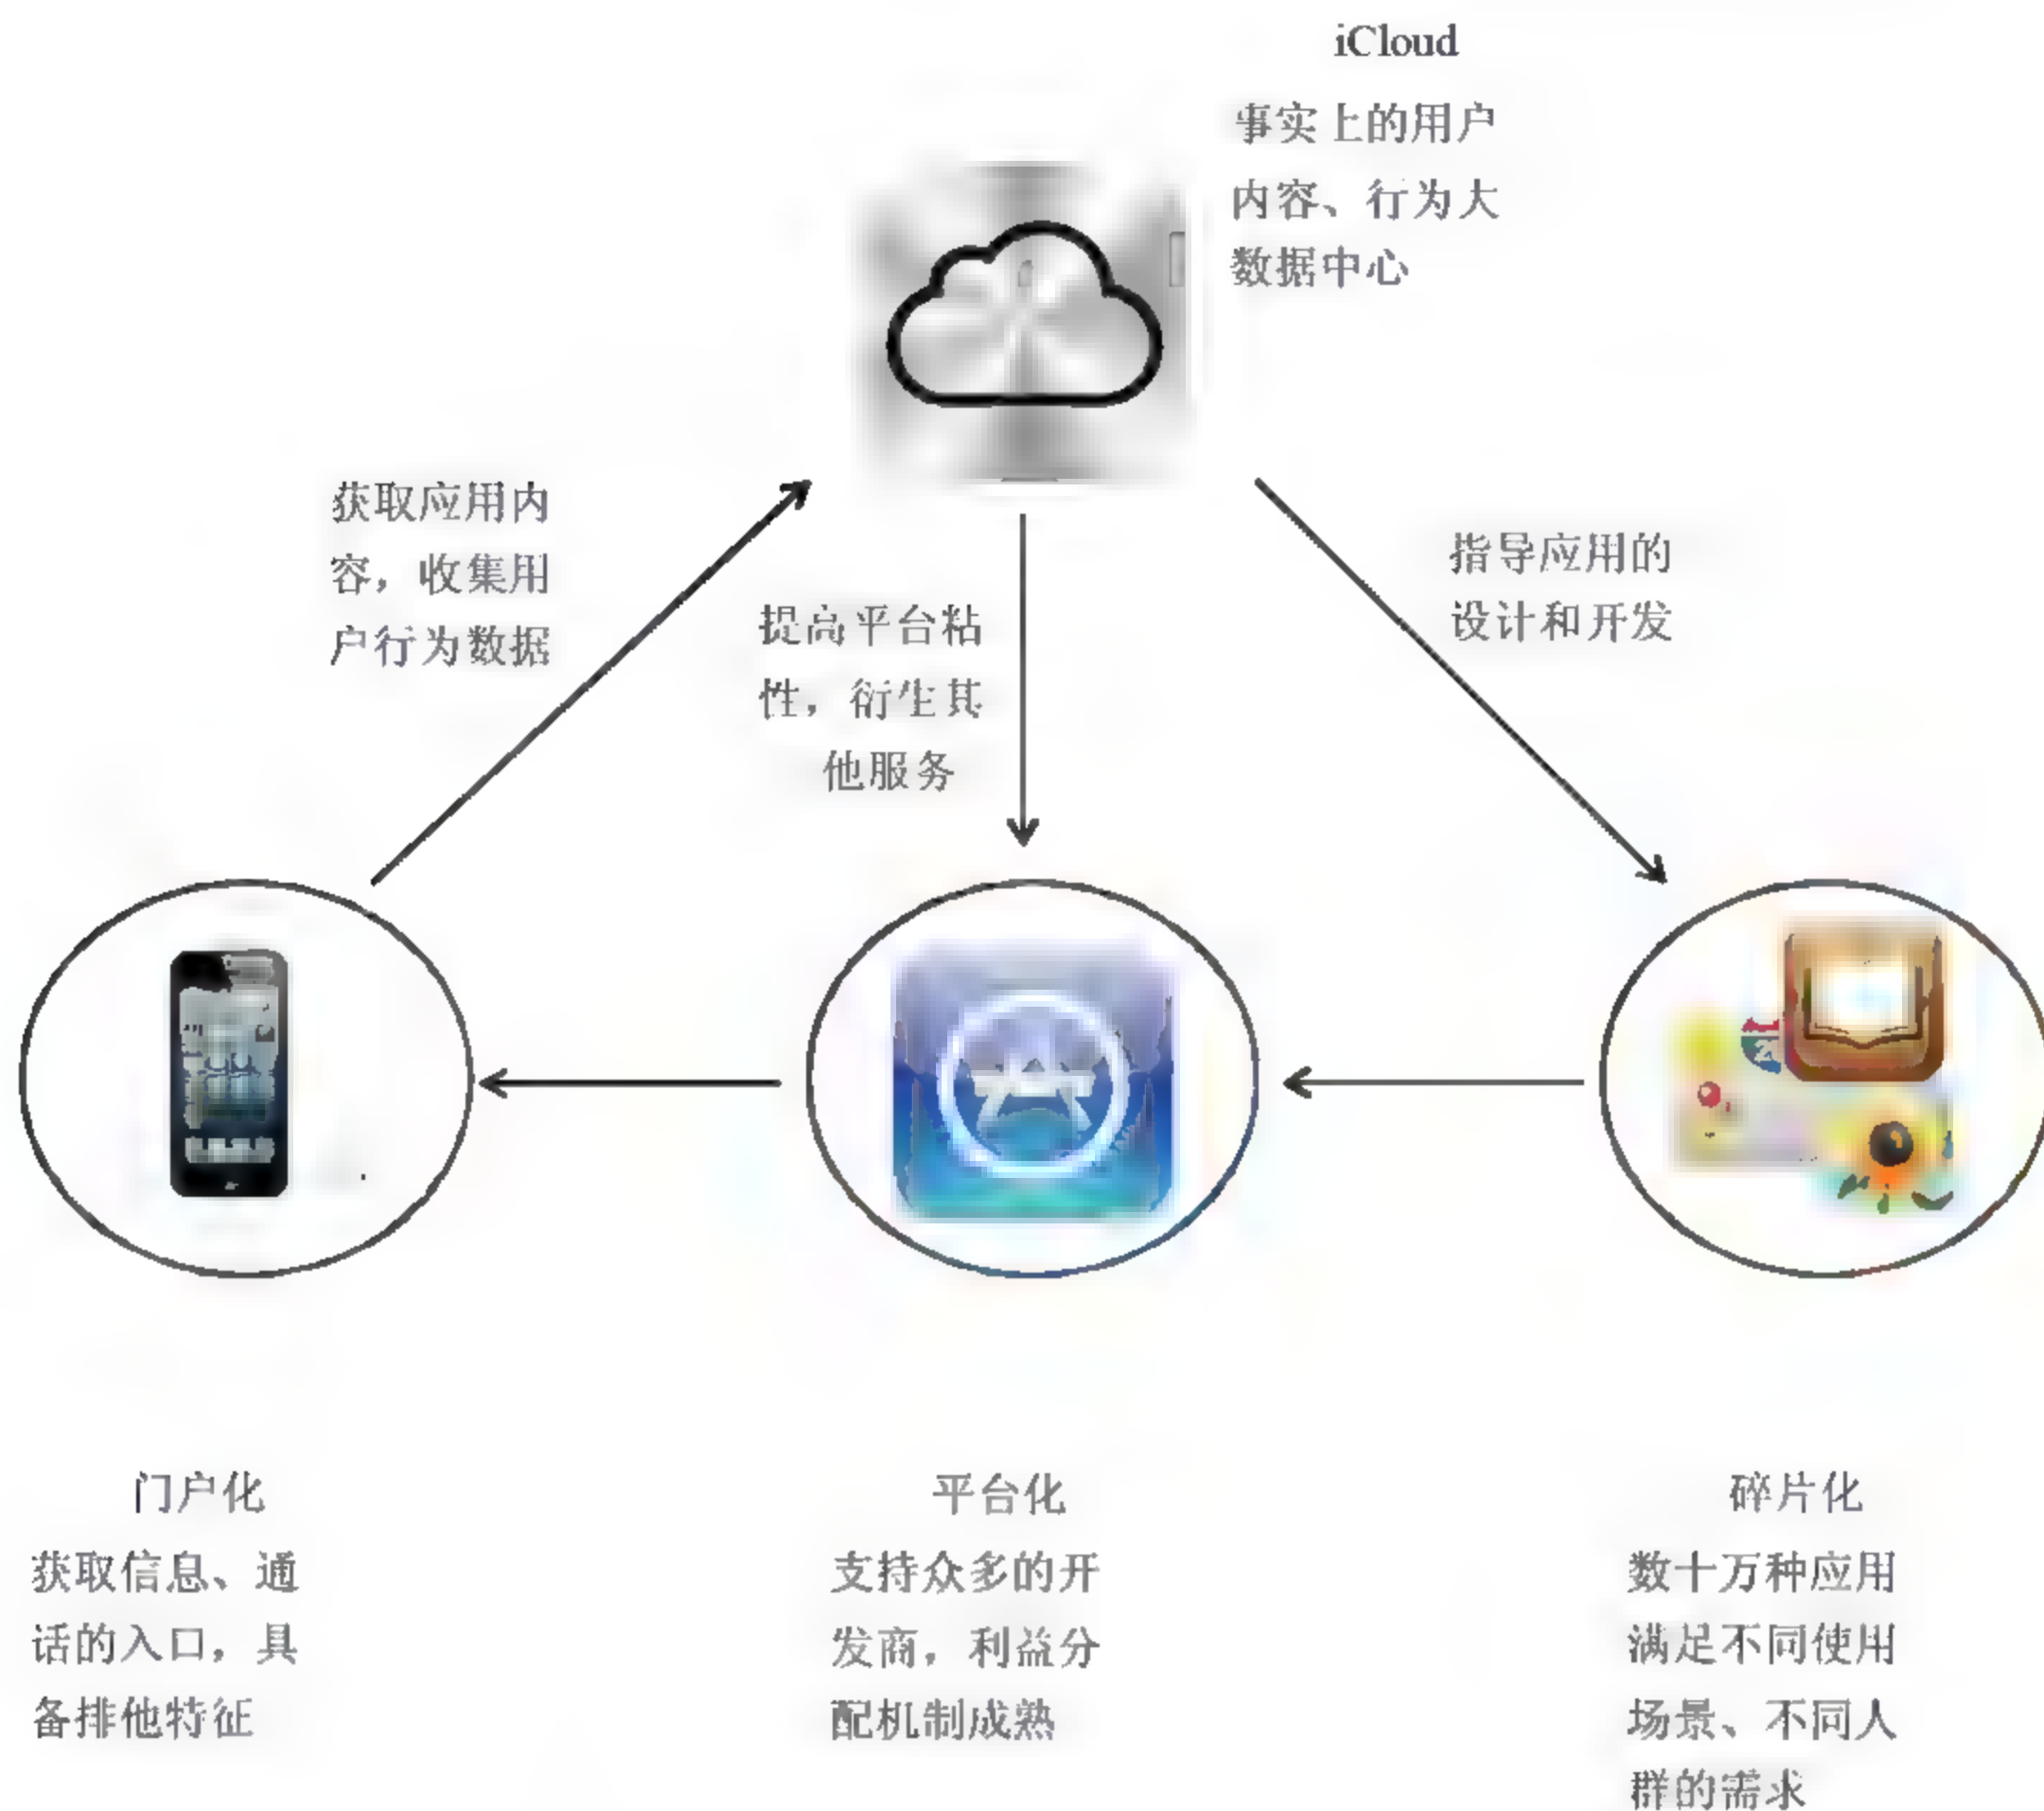 iCloud
事实上的用户
内容、行为大
数据中心
获取应用内
容，收集用
户行为数据
提高平台粘
性，衍生其
他服务
指导应用的
设计和开发
门户化
获取信息、通
话的入口，具
备排他特征
平台化
支持众多的开
发商，利益分
配机制成熟
碎片化
数十万种应用
满足不同使用
场景、不同人
群的需求